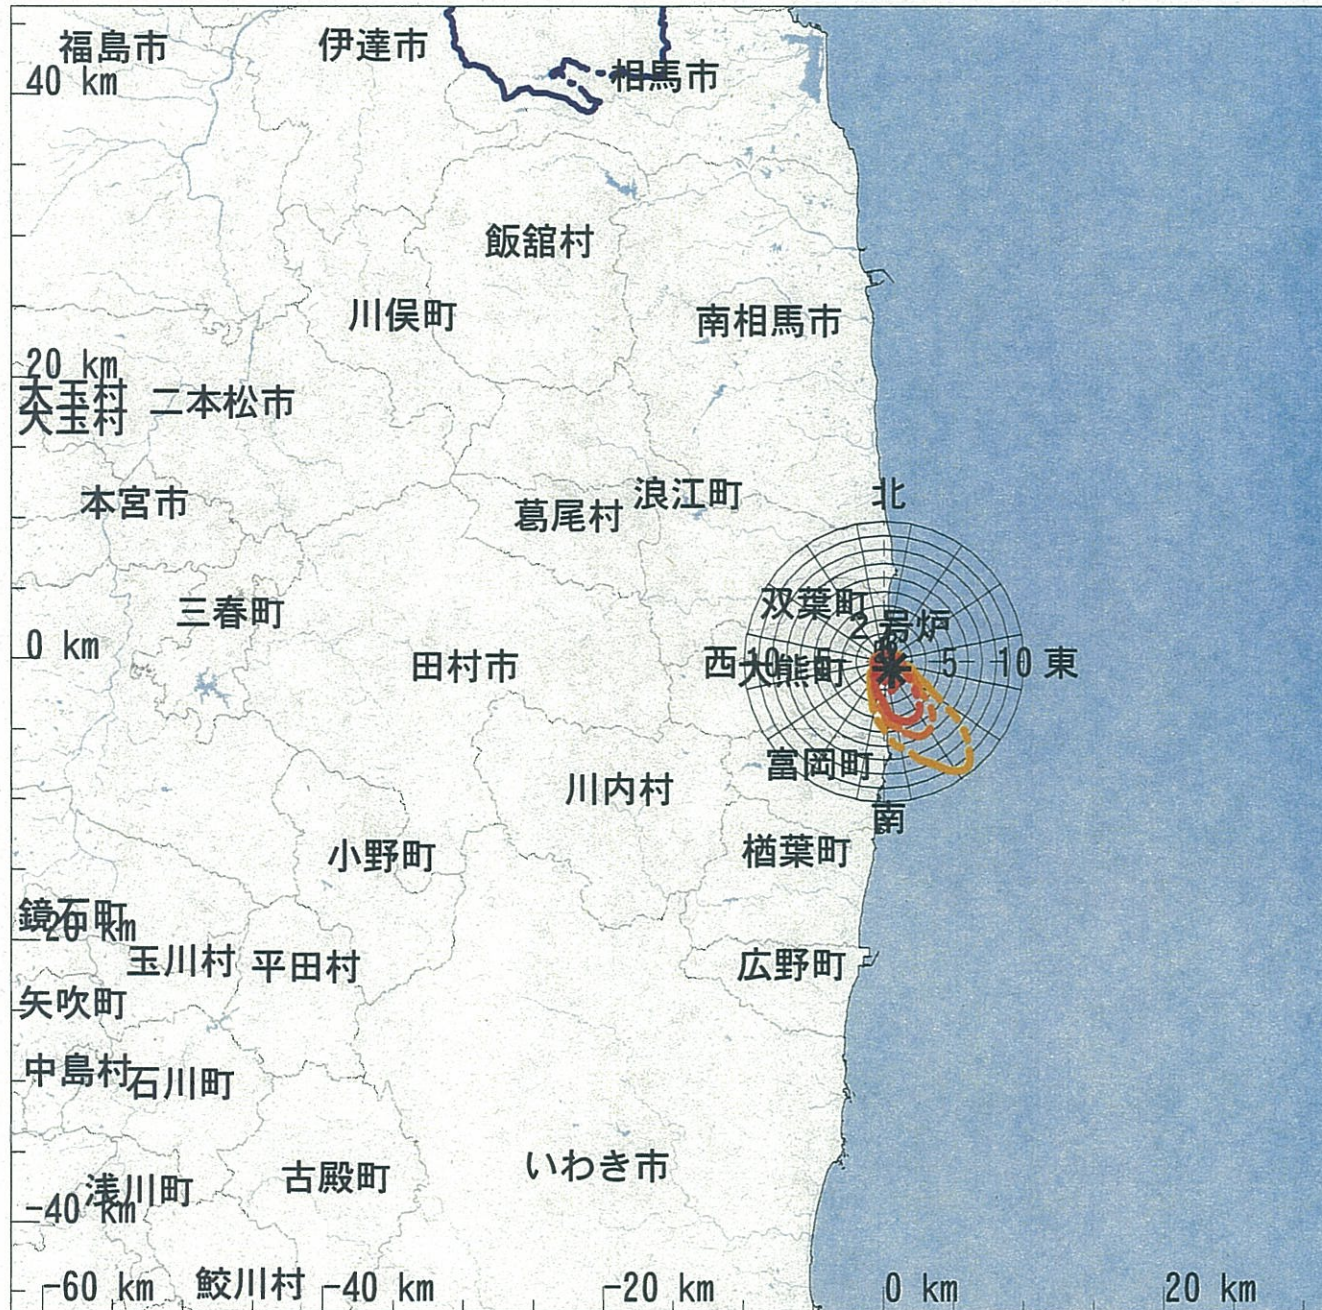 福島市
伊達市
40 km
相馬市
飯舘村
川俣町
南相馬市
20 km
大玉村
二本松市
大玉村
本宮市
浪江町
北
葛尾村
双葉町
三春町
2号炉
0 km
田村市
西
10
大熊町
5
10
東
富岡町
川内村
南
小野町
楢葉町
鏡石町
-20 km
玉川村
平田村
広野町
矢吹町
中島村
石川町
いわき市
古殿町
浅川町
-40 km
-60 km
鮫川村
-40 km
-20 km
0 km
20 km